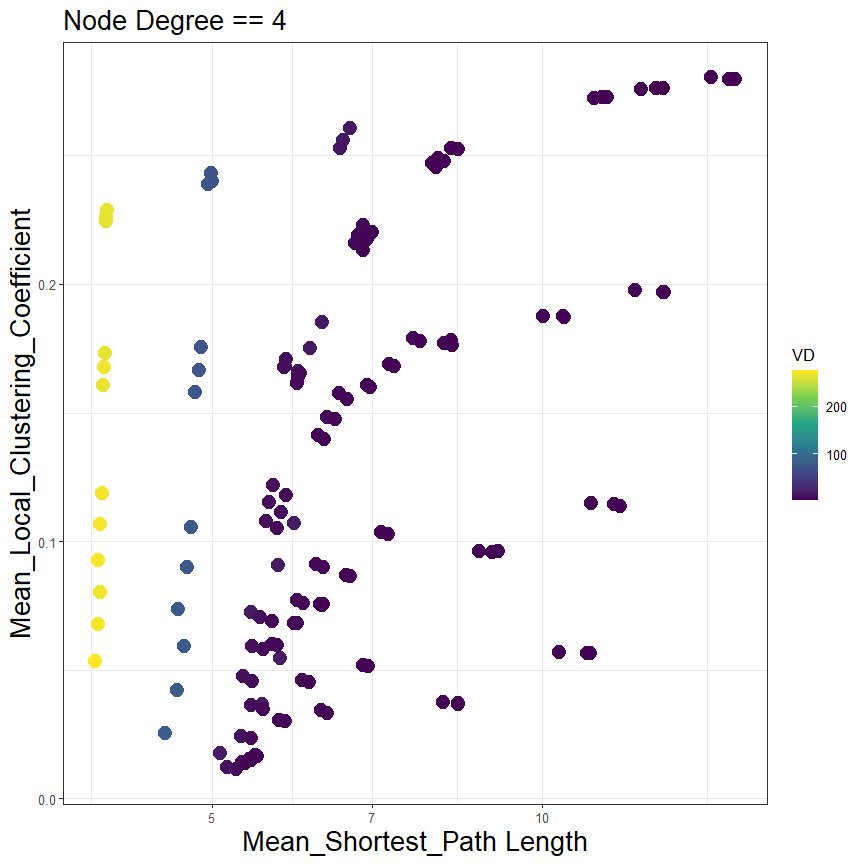 Node Degree == 4
Mean_Local_Clustering_Coefficient
0.2
0.1
0.0
5
7
10
Mean_Shortest_Path Length
VD
200
100